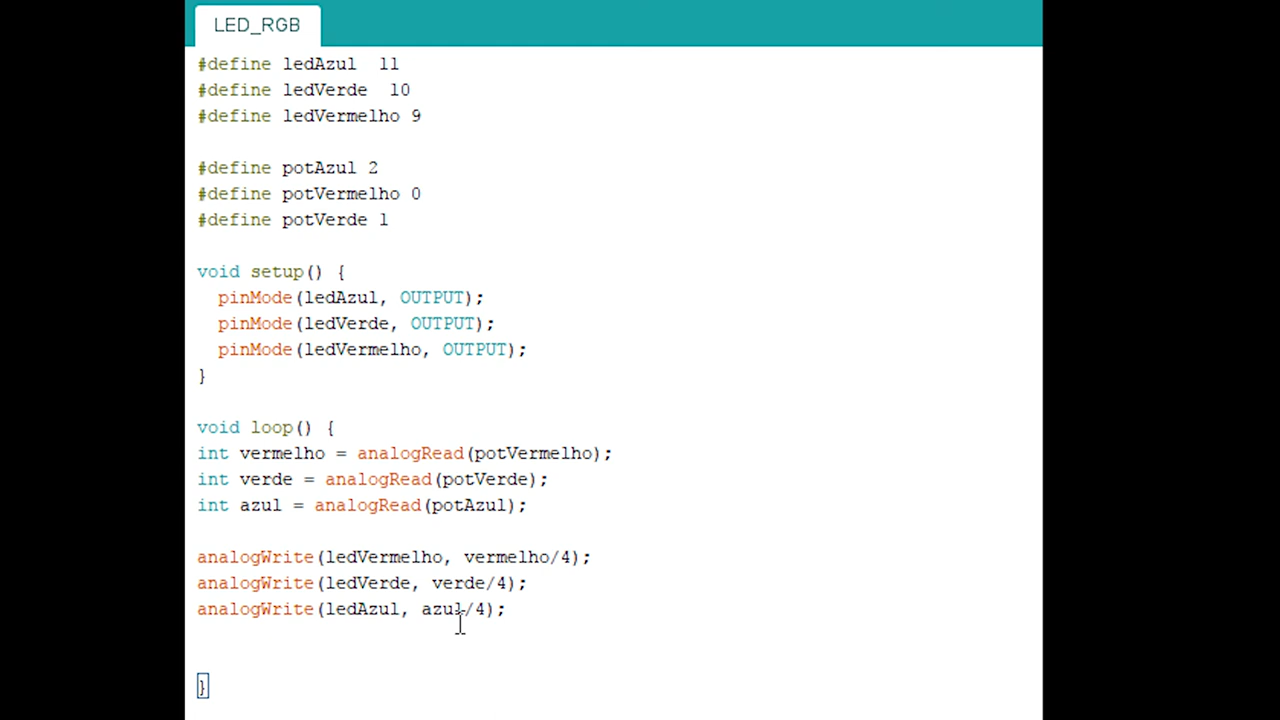 LED_RGB
#define ledAzul  11
#define ledVerde  10
#define ledVermelho 9
#define potAzul 2
#define potVermelho 0
#define potVerde 1
void setup() {
  pinMode(ledAzul, OUTPUT);
  pinMode(ledVerde, OUTPUT);
  pinMode(ledVermelho, OUTPUT);
}
void loop() {
int vermelho = analogRead(potVermelho);
int verde = analogRead(potVerde);
int azul = analogRead(potAzul);
analogWrite(ledVermelho, vermelho/4);
analogWrite(ledVerde, verde/4);
analogWrite(ledAzul, azul/4);
}